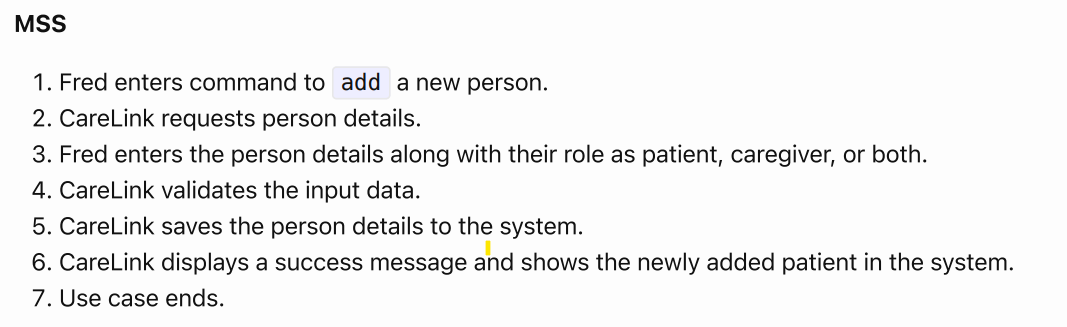 MSS
1. Fred enters command to add a new person.
2. CareLink requests person details.
3. Fred enters the person details along with their role as patient, caregiver, or both.
4. CareLink validates the input data.
5. CareLink saves the person details to the system.
6. CareLink displays a success message and shows the newly added patient in the system.
7. Use case ends.